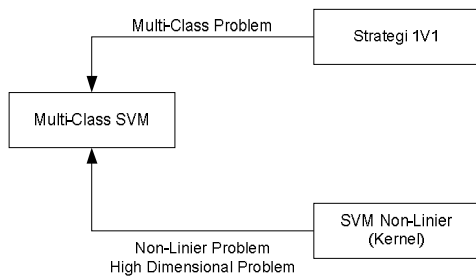 Multi-Class Problem
Strategi 1V1
Multi-Class SVM
SVM Non-Linier
(Kernel)
Non-Linier Problem
High Dimensional Problem